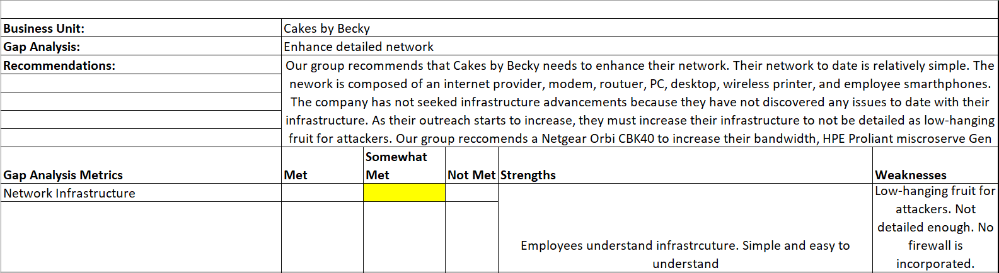 Business Unit: Cakes by Becky
Gap Analysis: Enhance detailed network
Recommendations: Our group recommends that Cakes by Becky needs to enhance their network. Their network to date is relatively simple. The
nework is composed of an internet provider, modem, routuer, PC, desktop, wireless printer, and employee smarthphones.
The company has not seeked infrastructure advancements because they have not discovered any issues to date with their
infrastructure. As their outreach starts to increase, they must increase their infrastructure to not be detailed as low-hanging
fruit for attackers. Our group reccomends a Netgear Orbi CBK40 to increase their bandwidth, HPE Proliant miscroserve Gen
Gap Analysis Metrics
Met
Somewhat
Met
Not Met
Strengths
Weaknesses
Network Infrastructure
Employees understand infrastrcuture. Simple and easy to
understand
Low-hanging fruit for
attackers. Not
detailed enough. No
firewall is
incorporated.